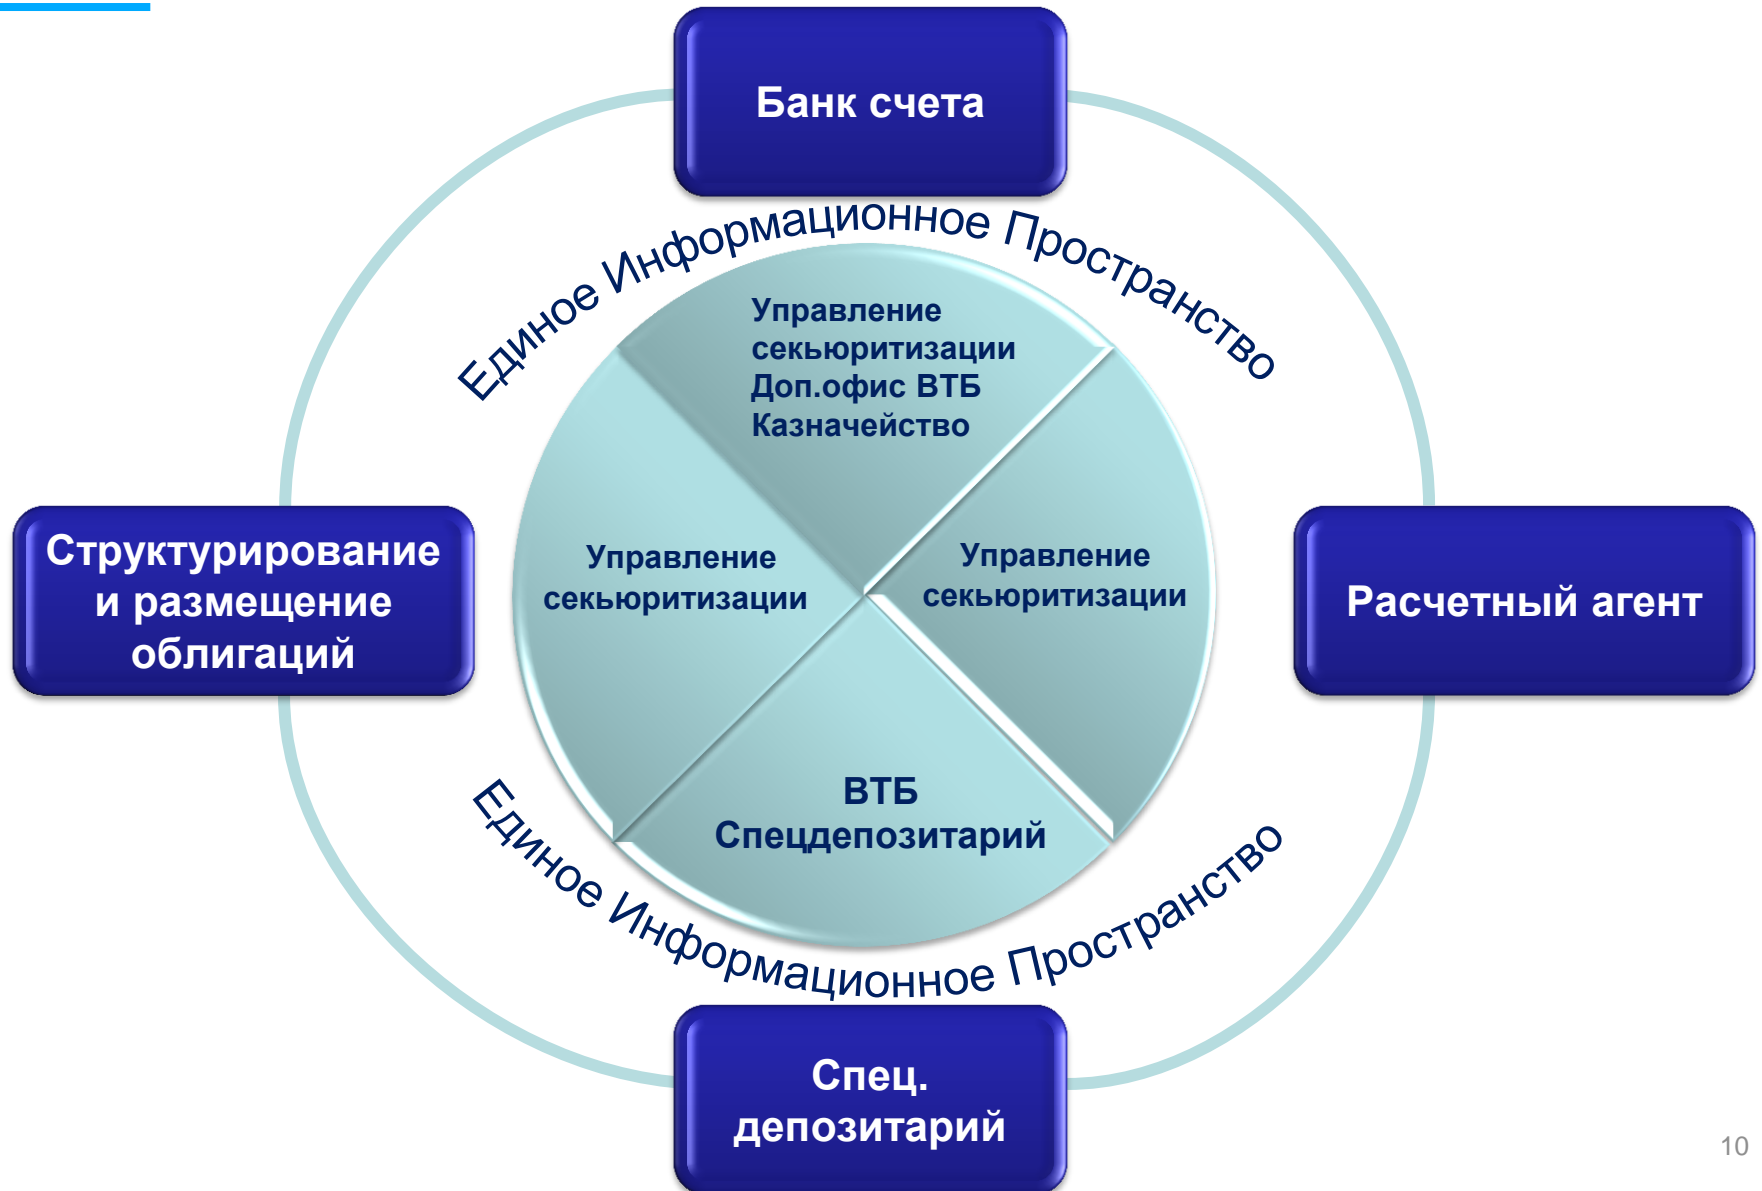 Банк счета
Единое Информационное Пространство
Управление
секьюритизации
Доп.офис ВТБ
Казначейство
Структурирование
и размещение
облигаций
Управление
секьюритизации
Управление
секьюритизации
Расчетный агент
ВТБ
Спецдепозитарий
Единое Информационное Пространство
Спец.
депозитарий
10